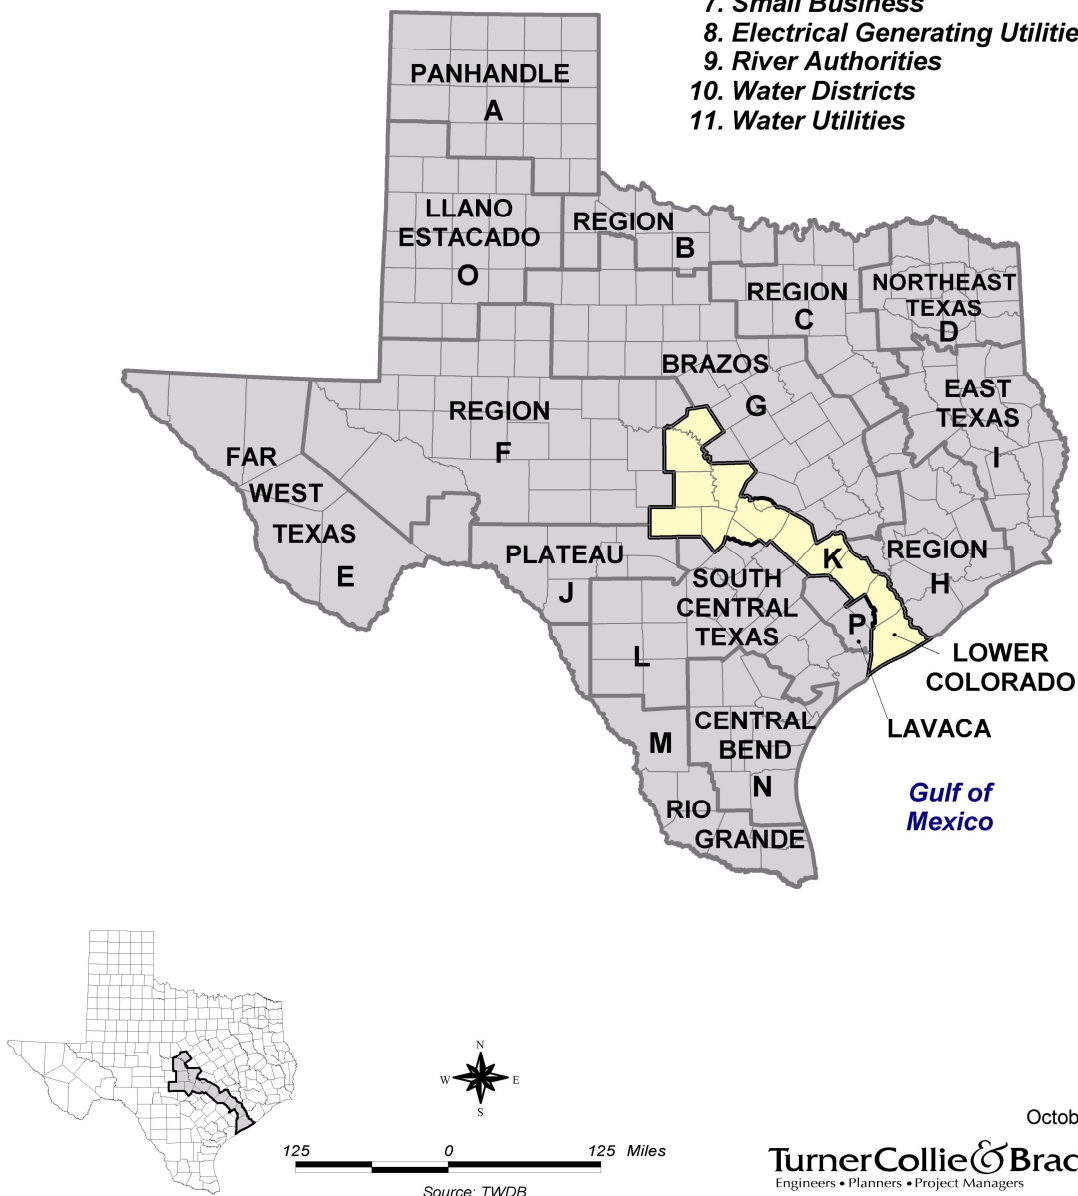 7. Small Business
8. Electrical Generating Utilitie
9. River Authorities
10. Water Districts
11. Water Utilities
PANHANDLE
A
LLANO
ESTACADO
O
REGION
B
REGION
C
NORTHEAST
TEXAS
D
BRAZOS
G
EAST
TEXAS
I
REGION
F
FAR
WEST
TEXAS
E
PLATEAU
J
K
REGION
H
SOUTH
CENTRAL
TEXAS
L
P
LOWER
COLORADO
LAVACA
CENTRAL
BEND
N
M
RIO
GRANDE
Gulf of
Mexico
N
W E
S
125 0 125 Miles
Source: TWDB
Octob
Turner Collie & Brac
Engineers • Planners • Project Managers